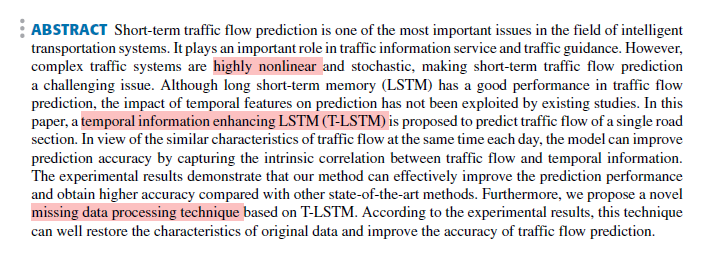 ABSTRACT Short-term traffic flow prediction is one of the most important issues in the field of intelligent
transportation systems. It plays an important role in traffic information service and traffic guidance. However,
complex traffic systems are highly nonlinear and stochastic, making short-term traffic flow prediction
a challenging issue. Although long short-term memory (LSTM) has a good performance in traffic flow
prediction, the impact of temporal features on prediction has not been exploited by existing studies. In this
paper, a temporal information enhancing LSTM (T-LSTM) is proposed to predict traffic flow of a single road
section. In view of the similar characteristics of traffic flow at the same time each day, the model can improve
prediction accuracy by capturing the intrinsic correlation between traffic flow and temporal information.
The experimental results demonstrate that our method can effectively improve the prediction performance
and obtain higher accuracy compared with other state-of-the-art methods. Furthermore, we propose a novel
missing data processing technique based on T-LSTM. According to the experimental results, this technique
can well restore the characteristics of original data and improve the accuracy of traffic flow prediction.